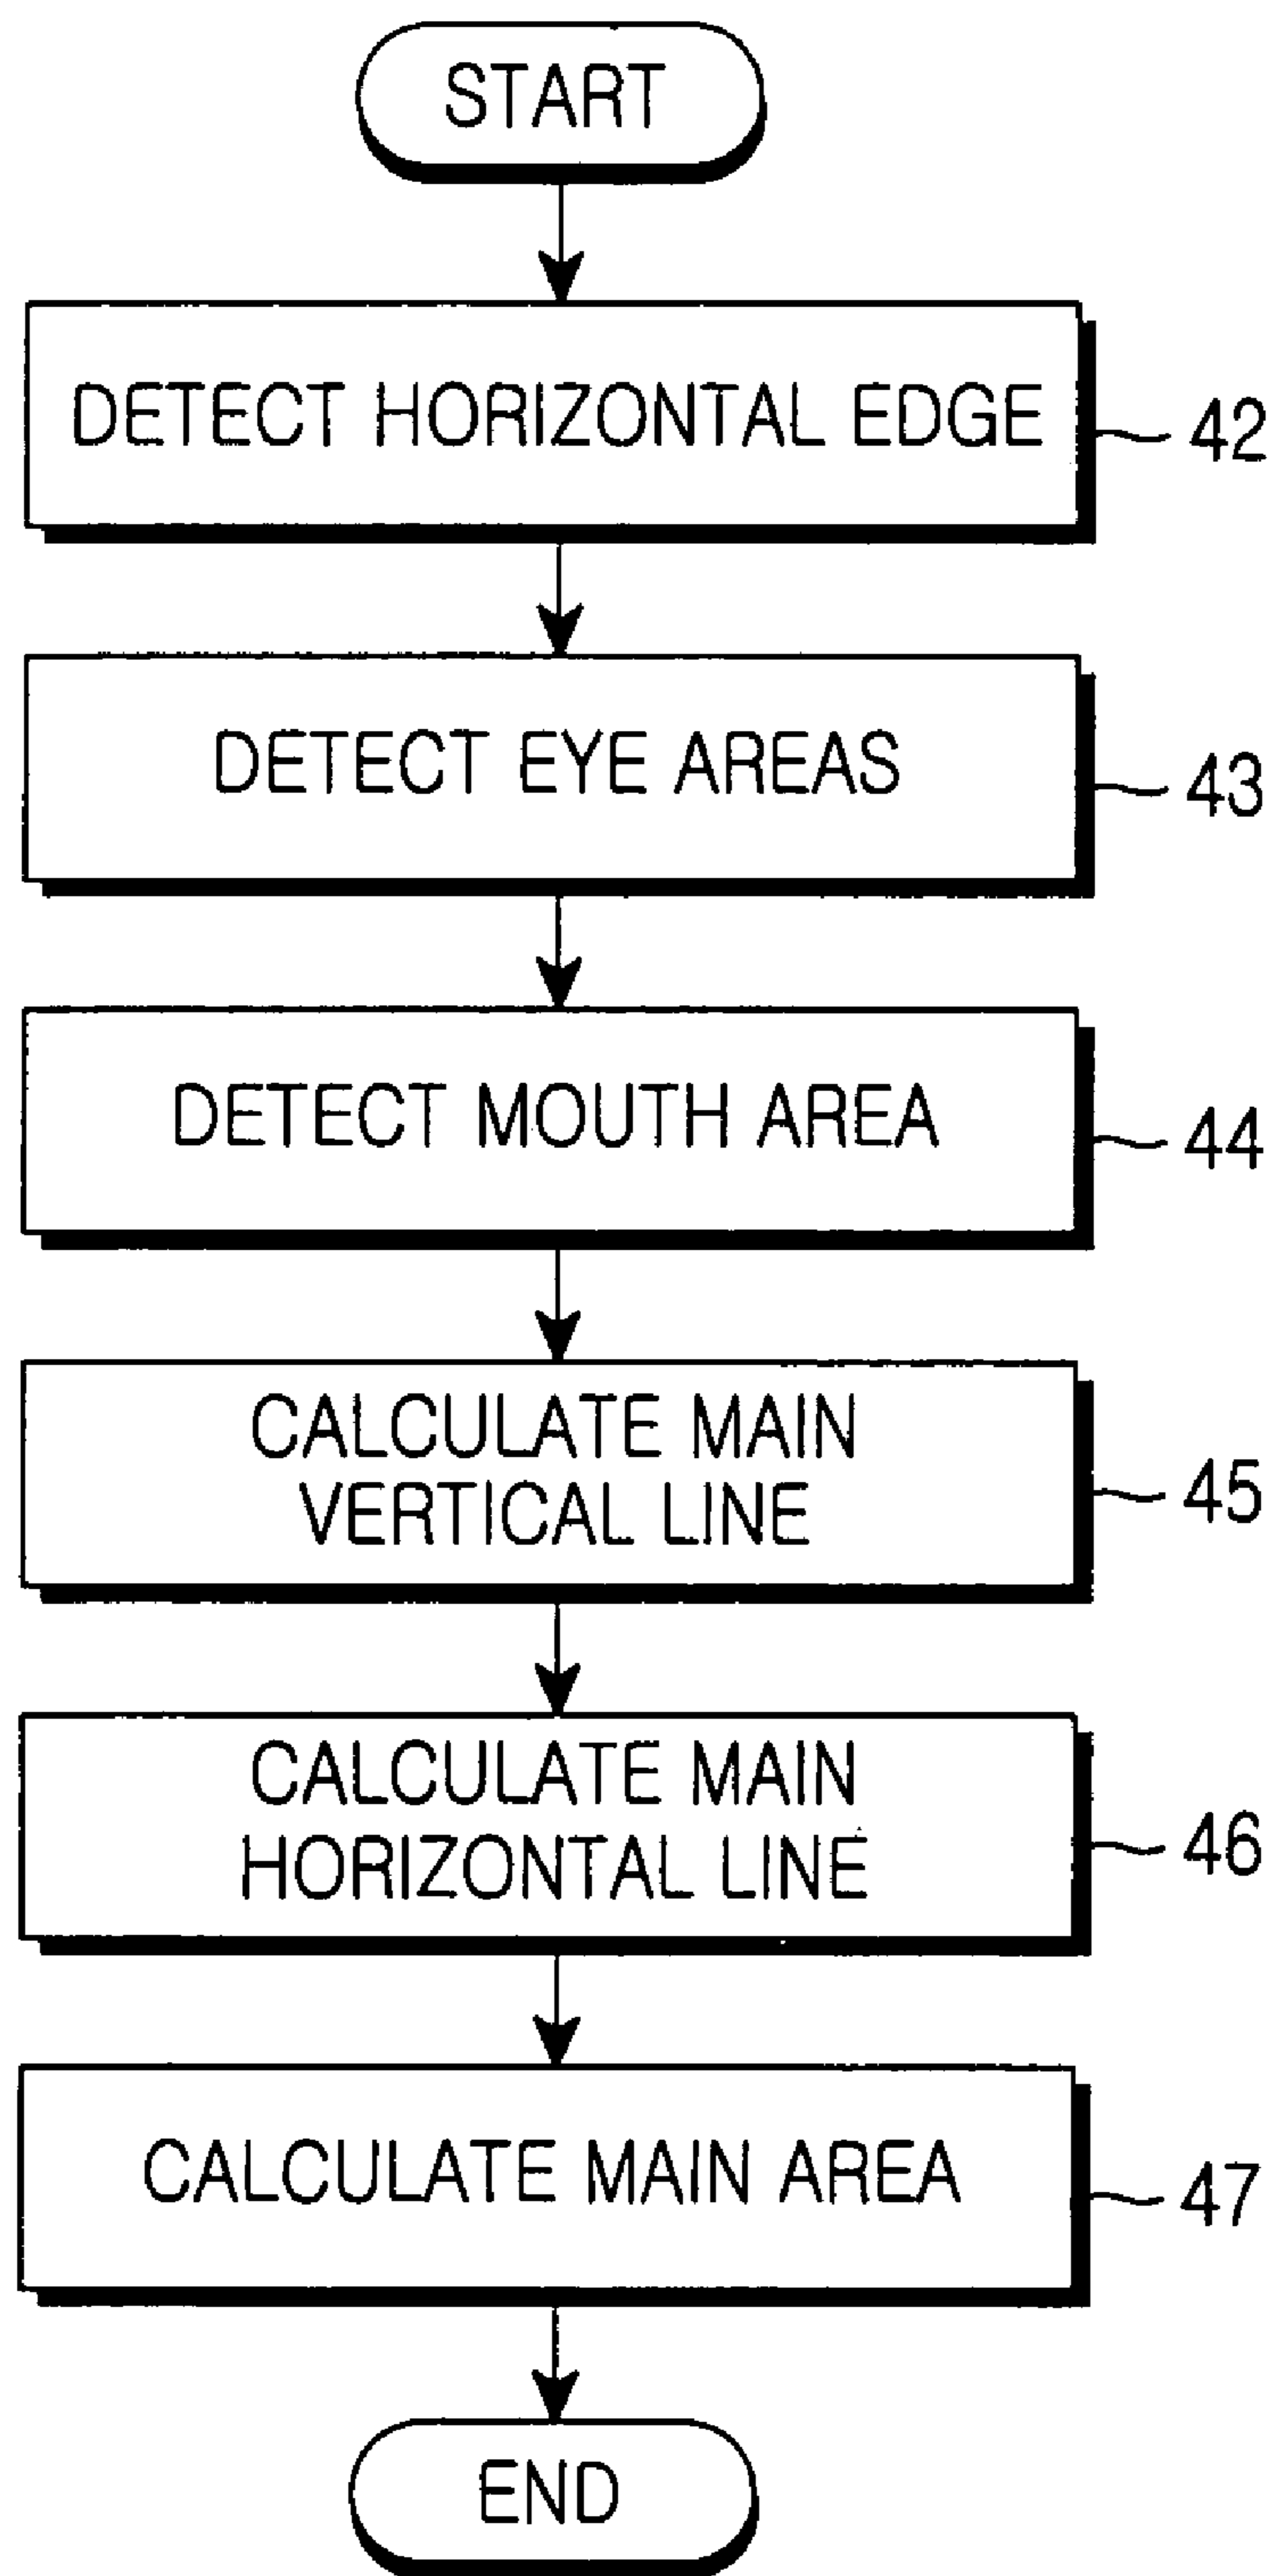 START
DETECT HORIZONTAL EDGE
42
DETECT EYE AREAS
43
DETECT MOUTH AREA
44
CALCULATE MAIN
VERTICAL LINE
45
CALCULATE MAIN
HORIZONTAL LINE
46
CALCULATE MAIN AREA
47
END